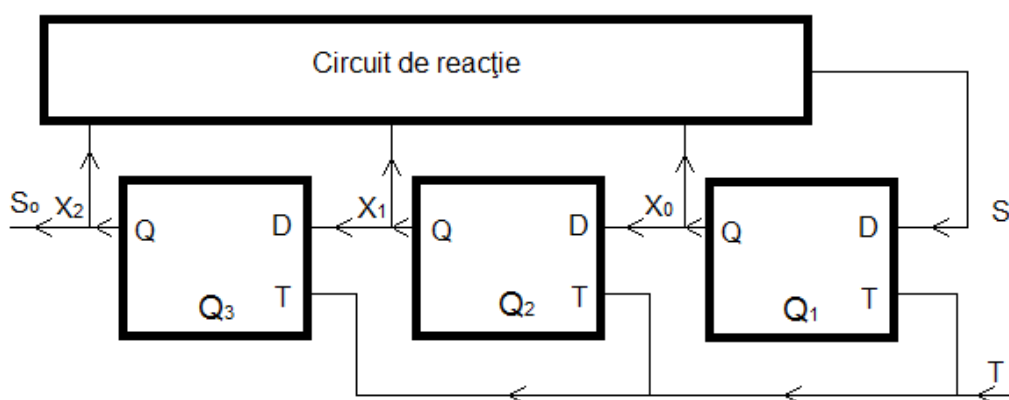 Circuit de reacţie
S₀ X₂ X₁ X₀ S
Q D Q D Q D
T T T
Q₃ Q₂ Q₁
T